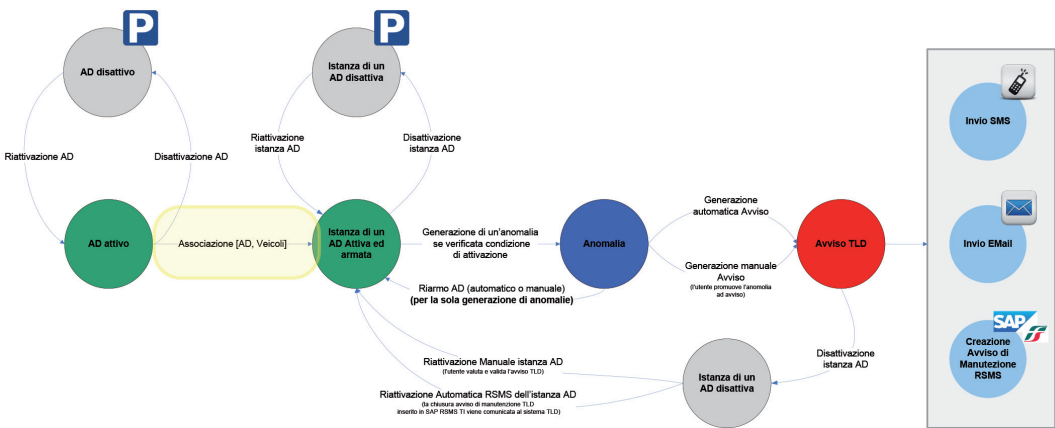 P
AD disattivo
Riattivazione AD
Disattivazione AD
AD attivo
Associazione [AD, Veicoli]
P
Istanza di un
AD disattiva
Riattivazione
istanza AD
Disattivazione
istanza AD
Istanza di un
AD Attiva ed
armata
Generazione di un'anomalia
se verificata condizione
di attivazione
Riarmo AD (automatico o manuale)
(per la sola generazione di anomalie)
Anomalia
Generazione
automatica Avviso
Generazione manuale
Avviso
(l'utente promuove l'anomolia
ad avviso)
Avviso TLD
Disattivazione
istanza AD
Istanza di un
AD disattiva
Riattivazione Manuale istanza AD
(l'utente valuta e valida l'avviso TLD)
Riattivazione Automatica RSMS dell'istanza AD
(la chiusura avviso di manutenzione TLD
inserito in SAP RSMS TI viene comunicata al sistema TLD)
Invio SMS
Invio EMail
SAP
Creazione
Avviso di
Manutezione
RSMS